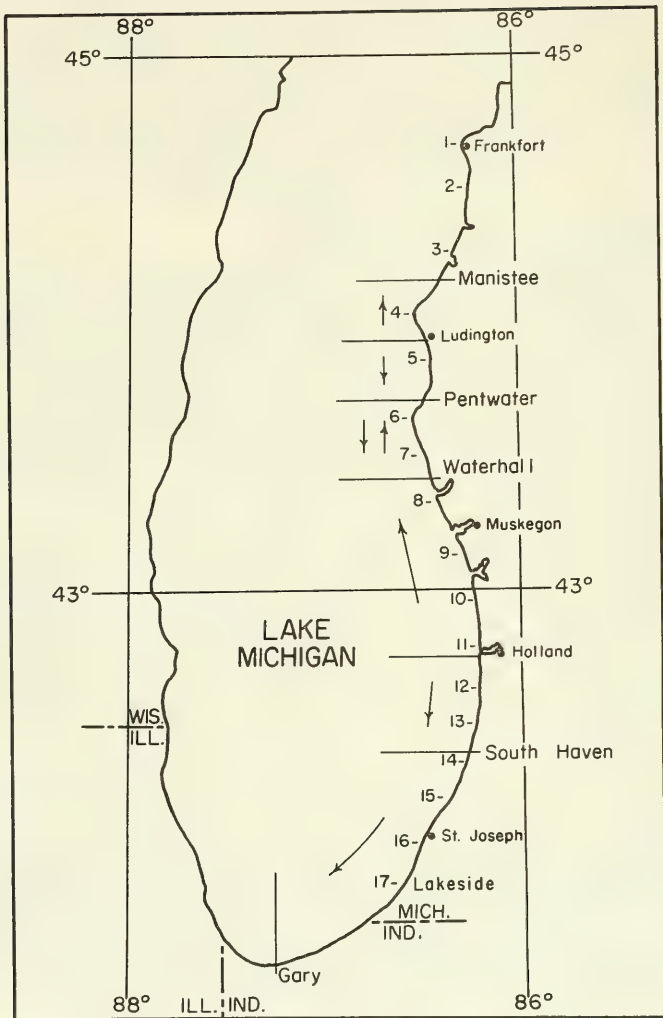 88°
86°
45°
45°
1- Frankfort
2-
3-
Manistee
4-
Ludington
5-
Pentwater
6-
7-
Waterhall
8-
Muskegon
9-
43°
43°
10-
LAKE
MICHIGAN
11-
Holland
12-
WIS.
ILL.
13-
14-
South Haven
15-
16-
St. Joseph
17- Lakeside
MICH.
IND.
Gary
88°
ILL. IND.
86°